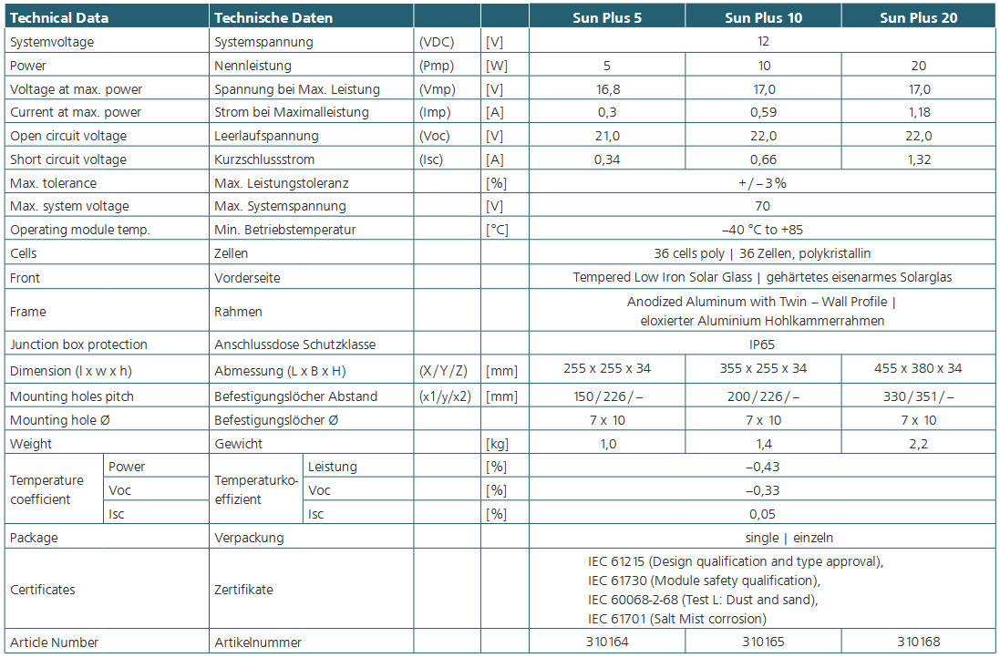 Technical Data Technische Daten Sun Plus 5 Sun Plus 10 Sun Plus 20
Systemvoltage Systemspannung (VDC) [V] 12
Power Nennleistung (Pmp) [W] 5 10 20
Voltage at max. power Spannung bei Max. Leistung (Vmp) [V] 16,8 17,0 17,0
Current at max. power Strom bei Maximalleistung (Imp) [A] 0,3 0,59 1,18
Open circuit voltage Leerlaufspannung (Voc) [V] 21,0 22,0 22,0
Short circuit voltage Kurzschlussstrom (Isc) [A] 0,34 0,66 1,32
Max. tolerance Max. Leistungstoleranz [%] +/–3%
Max. system voltage Max. Systemspannung [V] 70
Operating module temp. Min. Betriebstemperatur [°C] –40 °C to +85
Cells Zellen 36 cells poly | 36 Zellen, polykristallin
Front Vorderseite Tempered Low Iron Solar Glass | gehärtetes eisenarmes Solarglas
Frame Rahmen Anodized Aluminum with Twin – Wall Profile |
eloxierter Aluminium Hohlkammerrahmen
Junction box protection Anschlussdose Schutzklasse IP65
Dimension (l x w x h) Abmessung (L x B x H) (X/Y/Z) [mm] 255 x 255 x 34 355 x 255 x 34 455 x 380 x 34
Mounting holes pitch Befestigungslöcher Abstand (x1/y/x2) [mm] 150/226/– 200/226/– 330/351/–
Mounting hole Ø Befestigungslöcher Ø 7 x 10 7 x 10 7 x 10
Weight Gewicht [kg] 1,0 1,4 2,2
Temperature
coefficient
Power
Temperaturko-
effizient
Leistung [%] –0,43
Voc Voc [%] –0,33
Isc Isc [%] 0,05
Package Verpackung single | einzeln
Certificates Zertifikate IEC 61215 (Design qualification and type approval),
IEC 61730 (Module safety qualification),
IEC 60068-2-68 (Test L: Dust and sand),
IEC 61701 (Salt Mist corrosion)
Article Number Artikelnummer 310164 310165 310168